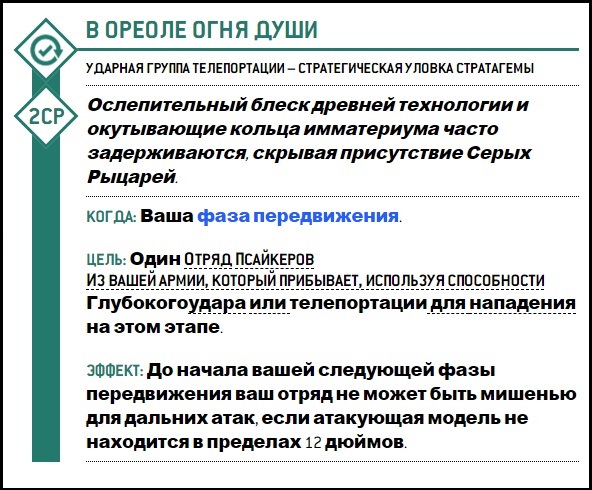 В ОРЕОЛЕ ОГНЯ ДУШИ
УДАРНАЯ ГРУППА ТЕЛЕПОРТАЦИИ – СТРАТЕГИЧЕСКАЯ УЛОВКА СТРАТАГЕМЫ
2CP
Ослепительный блеск древней технологии и
окутывающие кольца имматериума часто
задерживаются, скрывая присутствие Серых
Рыцарей.
КОГДА: Ваша фаза передвижения.
ЦЕЛЬ: Один Отряд Псайкеров
Из вашей армии, который прибывает, используя способности
Глубокогоудара или телепортации для нападения
на этом этапе.
ЭФФЕКТ: До начала вашей следующей фазы
передвижения ваш отряд не может быть мишенью
для дальних атак, если атакующая модель не
находится в пределах 12 дюймов.